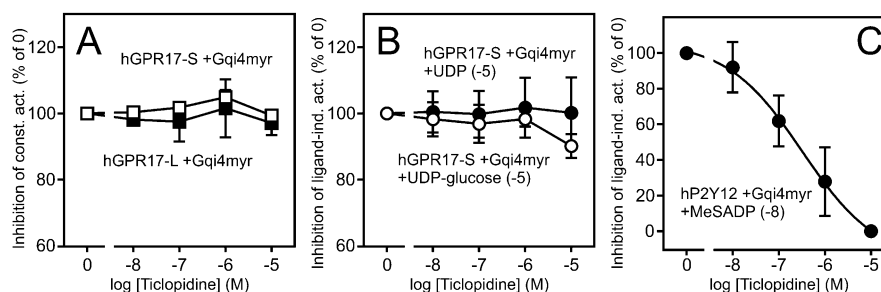 A
Inhibition of const. act. (% of 0)
120
100
80
60
hGPR17-S +Gqi4myr
hGPR17-L +Gqi4myr
0
-8
-7
-6
-5
log [Ticlopidine] (M)
B
Inhibition of ligand-ind. act. (% of 0)
120
100
80
60
hGPR17-S +Gqi4myr
+UDP (-5)
hGPR17-S +Gqi4myr
+UDP-glucose (-5)
0
-8
-7
-6
-5
log [Ticlopidine] (M)
C
Inhibition of ligand-ind. act. (% of 0)
100
80
60
40
20
0
hP2Y12 +Gqi4myr
+MeSADP (-8)
0
-8
-7
-6
-5
log [Ticlopidine] (M)